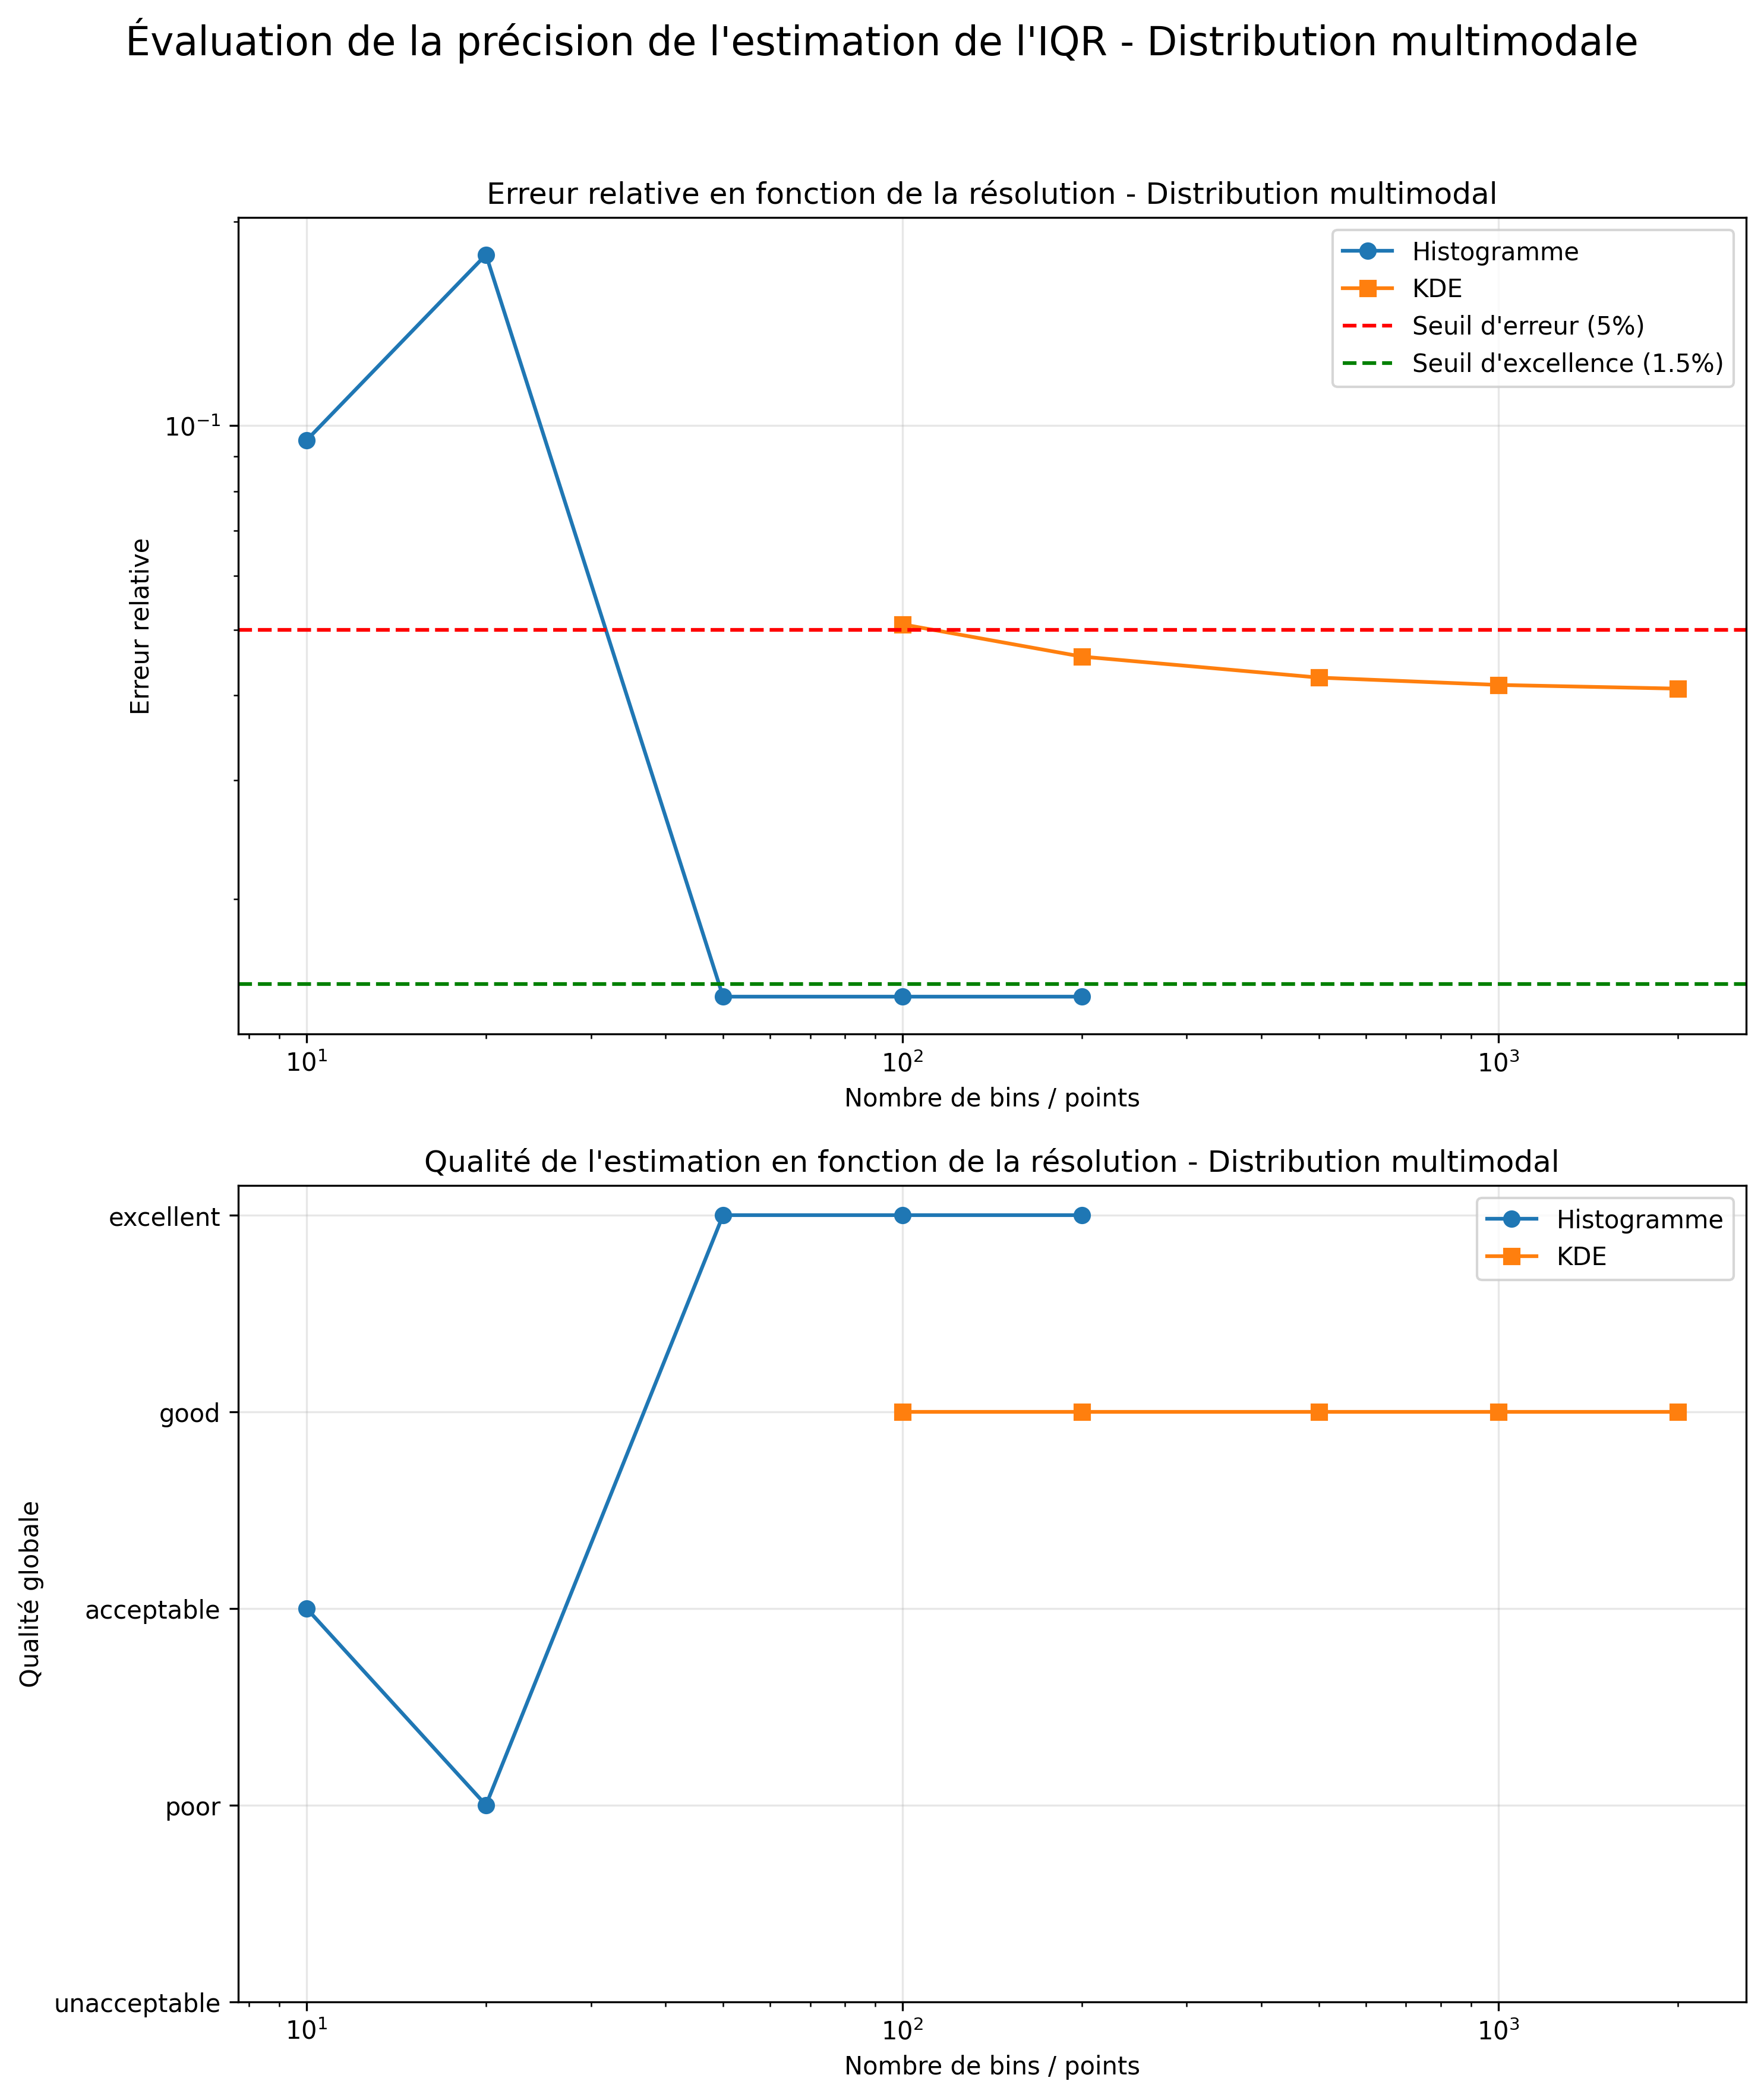 Évaluation de la précision de l'estimation de l'IQR - Distribution multimodale
Erreur relative en fonction de la résolution - Distribution multimodal
Histogramme
KDE
Seuil d'erreur (5%)
Seuil d'excellence (1.5%)
10⁻¹
Erreur relative
10¹
10²
10³
Nombre de bins / points
Qualité de l'estimation en fonction de la résolution - Distribution multimodal
Histogramme
KDE
excellent
good
acceptable
poor
unacceptable
Qualité globale
10¹
10²
10³
Nombre de bins / points